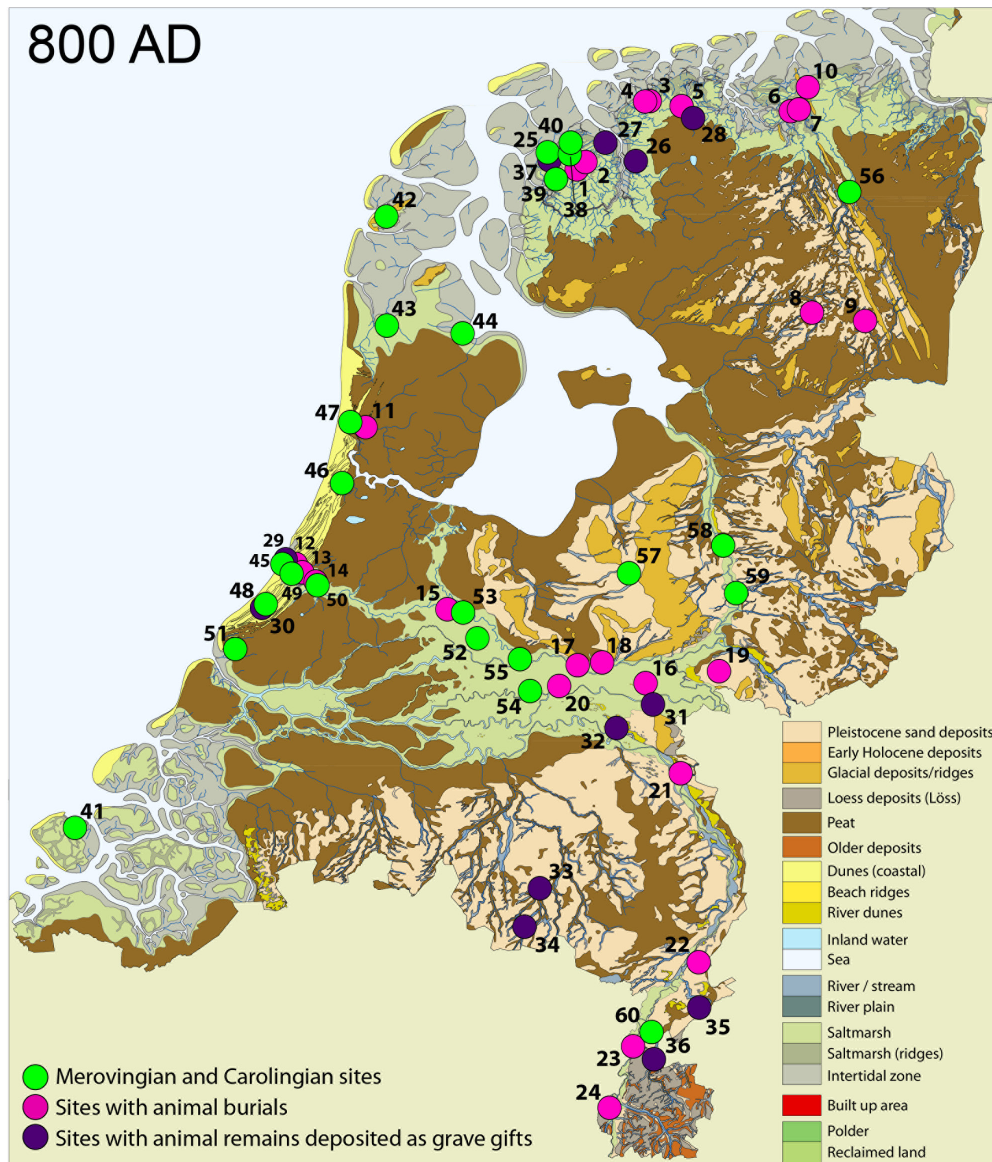 800 AD
10
4
3
5
6
7
40
27
28
25
26
2
37
1
39
38
56
42
8
9
43
44
47
11
46
58
57
29
12
45
13
14
59
48
49
50
15
53
30
51
52
17
18
19
55
16
54
20
31
32
21
41
33
34
22
35
60
23
36
24
Pleistocene sand deposits
Early Holocene deposits
Glacial deposits/ridges
Loess deposits (Löss)
Peat
Older deposits
Dunes (coastal)
Beach ridges
River dunes
Inland water
Sea
River / stream
River plain
Saltmarsh
Saltmarsh (ridges)
Intertidal zone
Built up area
Polder
Reclaimed land
Merovingian and Carolingian sites
Sites with animal burials
Sites with animal remains deposited as grave gifts